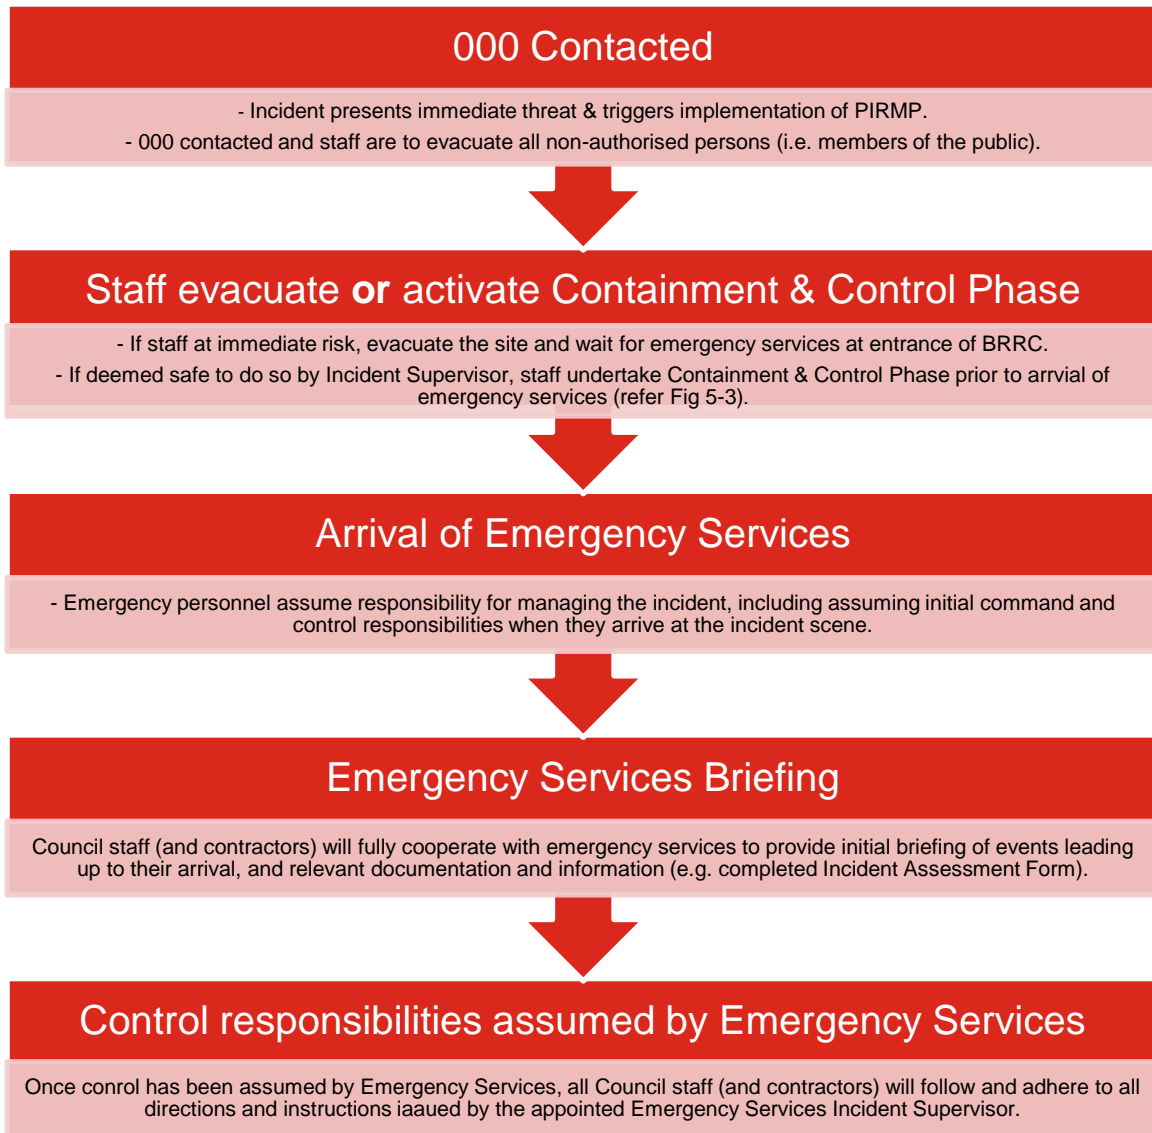 000 Contacted
- Incident presents immediate threat & triggers implementation of PIRMP.
- 000 contacted and staff are to evacuate all non-authorised persons (i.e. members of the public).
Staff evacuate or activate Containment & Control Phase
- If staff at immediate risk, evacuate the site and wait for emergency services at entrance of BRRC.
- If deemed safe to do so by Incident Supervisor, staff undertake Containment & Control Phase prior to arrvial of
emergency services (refer Fig 5-3).
Arrival of Emergency Services
- Emergency personnel assume responsibility for managing the incident, including assuming initial command and
control responsibilities when they arrive at the incident scene.
Emergency Services Briefing
Council staff (and contractors) will fully cooperate with emergency services to provide initial briefing of events leading
up to their arrival, and relevant documentation and information (e.g. completed Incident Assessment Form).
Control responsibilities assumed by Emergency Services
Once conrol has been assumed by Emergency Services, all Council staff (and contractors) will follow and adhere to all
directions and instructions iaaued by the appointed Emergency Services Incident Supervisor.